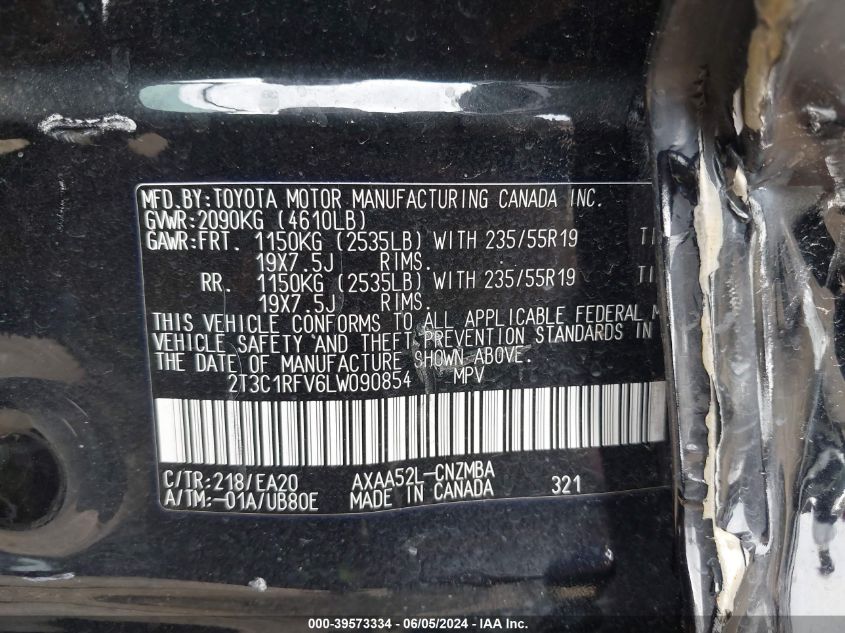 MFD.BY:TOYOTA MOTOR MANUFACTURING CANADA INC.
GVWR:2090KG (4610LB)
GAWR:FRT. 1150KG (2535LB) WITH 235/55R19
19X7.5J RIMS.
RR. 1150KG (2535LB) WITH 235/55R19
19X7.5J RIMS.
THIS VEHICLE CONFORMS TO ALL APPLICABLE FEDERAL
VEHICLE SAFETY AND THEFT PREVENTION STANDARDS IN
THE DATE OF MANUFACTURE SHOWN ABOVE.
2T3C1RFV6LW090854 MPV
C/TR:218/EA20 AXAA52L-CNZMBA
A/TM:-01A/UB80E MADE IN CANADA 321
000-39573334 / 06/05/2024 - IAA Inc.